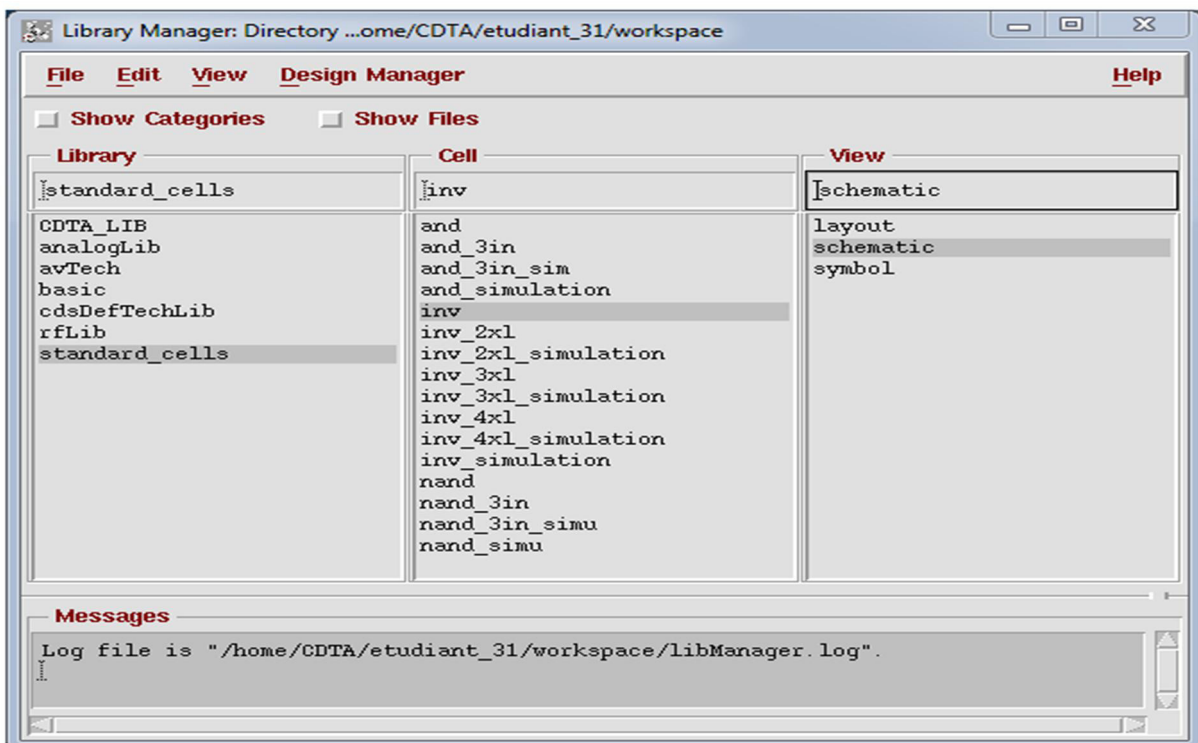 Library Manager: Directory ...ome/CDTA/etudiant_31/workspace
File Edit View Design Manager Help
Show Categories Show Files
Library
standard_cells
CDTA_LIB
analogLib
avTech
basic
cdsDefTechLib
rfLib
standard_cells
Cell
inv
and
and_3in
and_3in_sim
and_simulation
inv
inv_2xl
inv_2xl_simulation
inv_3xl
inv_3xl_simulation
inv_4xl
inv_4xl_simulation
inv_simulation
nand
nand_3in
nand_3in_simu
nand_simu
View
schematic
layout
schematic
symbol
Messages
Log file is "/home/CDTA/etudiant_31/workspace/libManager.log".